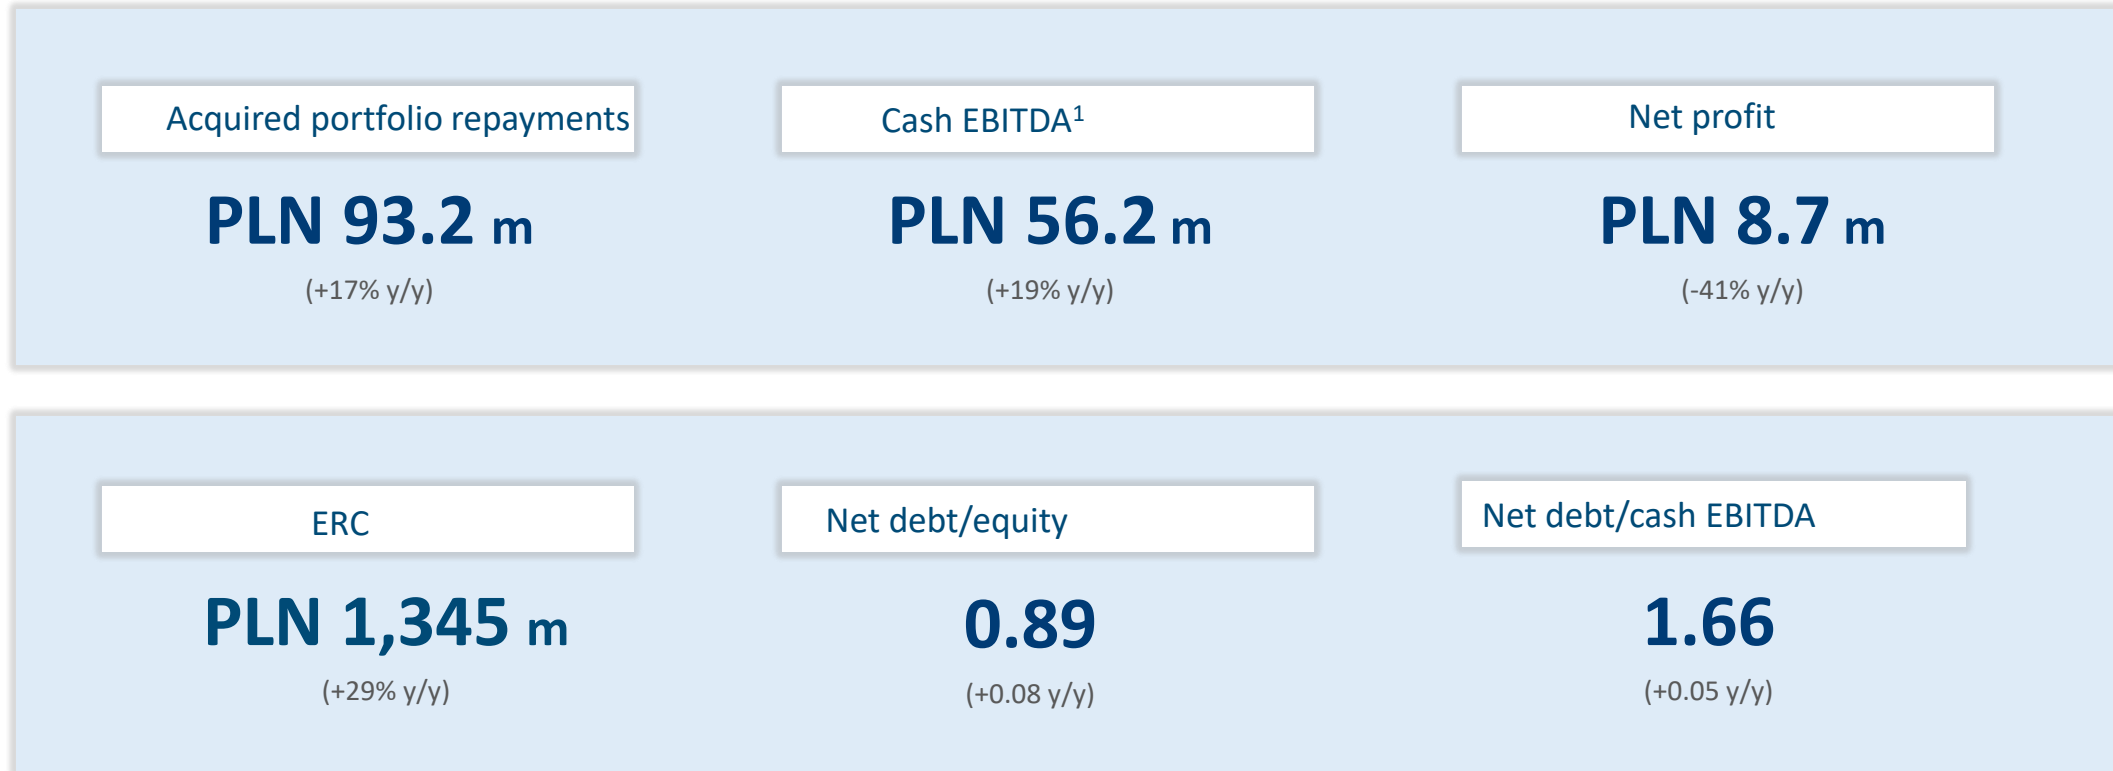 Acquired portfolio repayments
Cash EBITDA¹
Net profit
PLN 93.2 m
PLN 56.2 m
PLN 8.7 m
(+17% y/y)
(+19% y/y)
(-41% y/y)
ERC
Net debt/equity
Net debt/cash EBITDA
PLN 1,345 m
0.89
1.66
(+29% y/y)
(+0.08 y/y)
(+0.05 y/y)